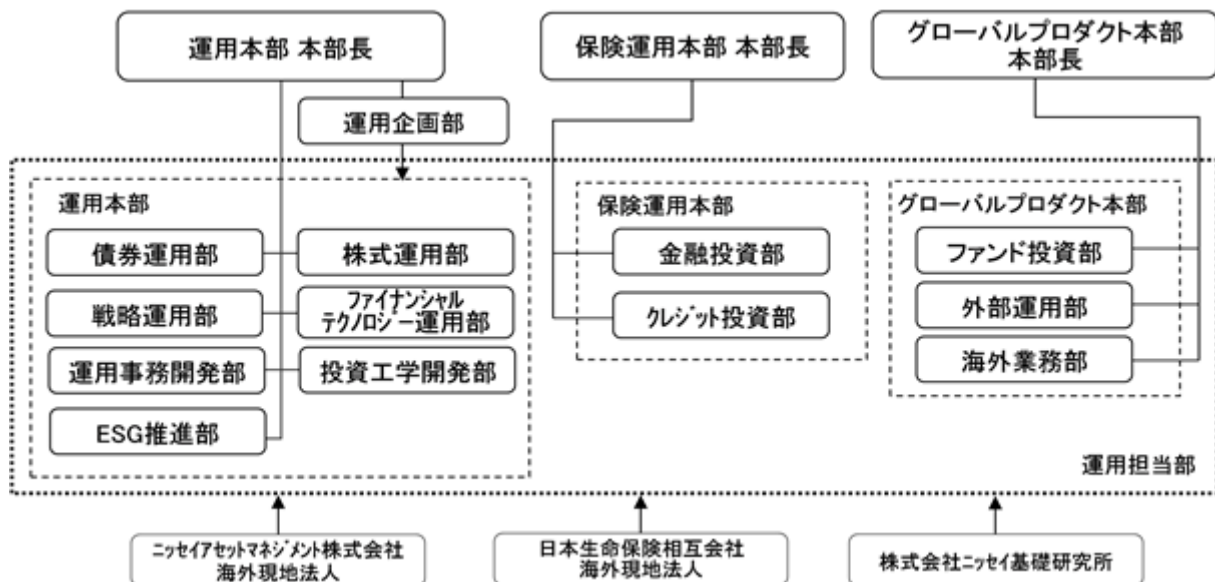 運用本部 本部長
保険運用本部 本部長
グローバルプロダクト本部
本部長
運用企画部
運用本部
債券運用部
株式運用部
戦略運用部
ファイナンシャル
テクノロジー運用部
運用事務開発部
投資工学開発部
ESG推進部
保険運用本部
金融投資部
クレジット投資部
グローバルプロダクト本部
ファンド投資部
外部運用部
海外業務部
運用担当部
ニッセイアセットマネジメント株式会社
海外現地法人
日本生命保険相互会社
海外現地法人
株式会社ニッセイ基礎研究所